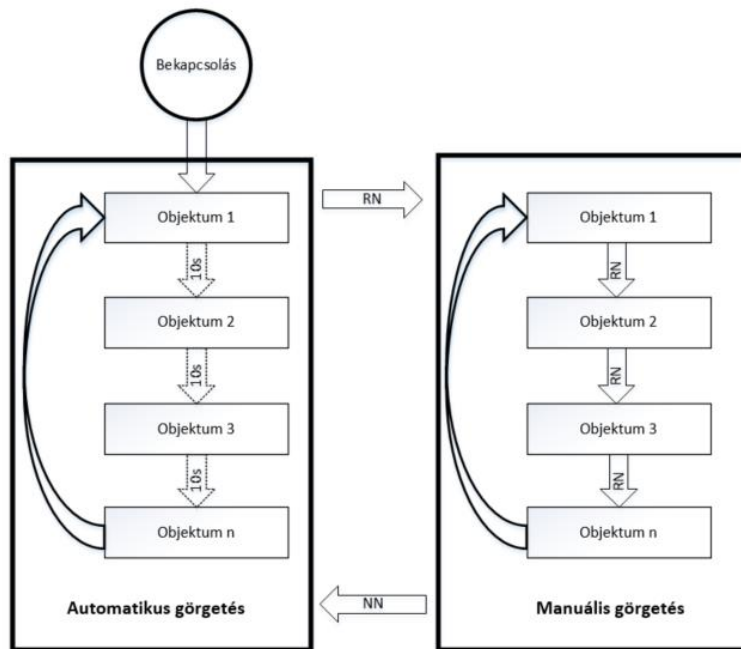 Bekapcsolás
Objektum 1
10s
Objektum 2
10s
Objektum 3
10s
Objektum n
Automatikus görgetés
RN
NN
Objektum 1
RN
Objektum 2
RN
Objektum 3
RN
Objektum n
Manuális görgetés